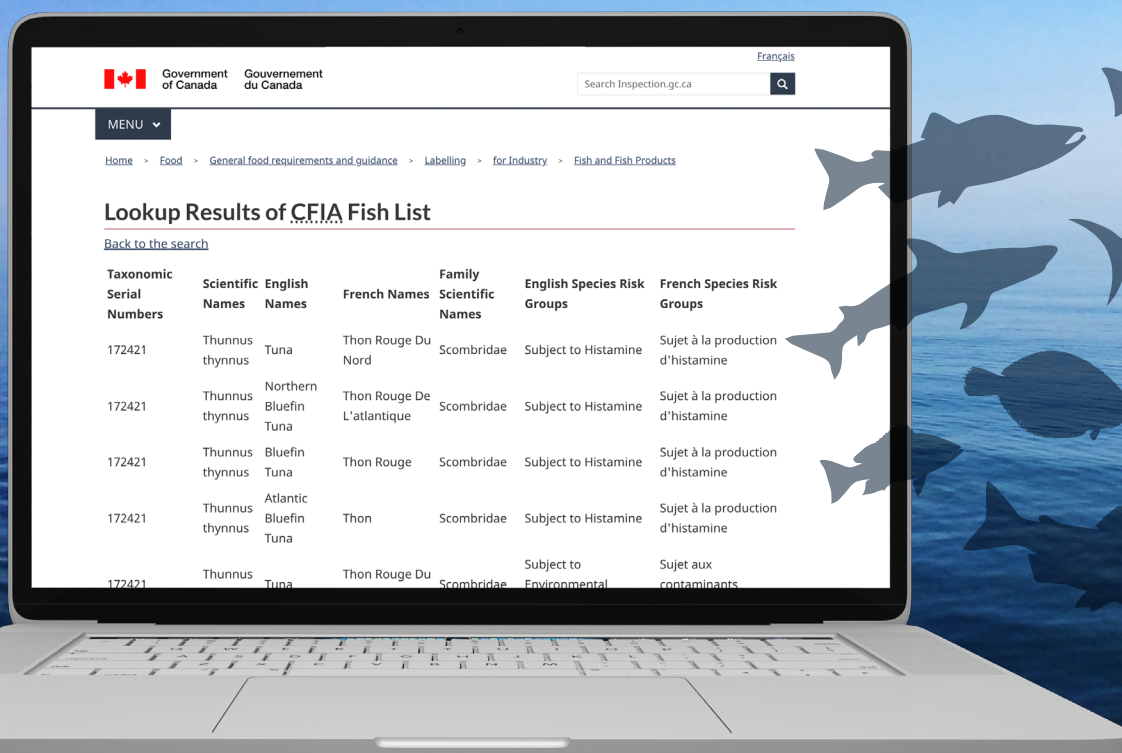 Français
Government of Canada
Gouvernement du Canada
Search Inspection.gc.ca
MENU
Home > Food > General food requirements and guidance > Labelling > for Industry > Fish and Fish Products
Lookup Results of CFIA Fish List
Back to the search
Taxonomic Serial Numbers Scientific Names English Names French Names Family Scientific Names English Species Risk Groups French Species Risk Groups
172421 Thunnus thynnus Tuna Thon Rouge Du Nord Scombridae Subject to Histamine Sujet à la production d'histamine
172421 Thunnus thynnus Northern Bluefin Tuna Thon Rouge De L'atlantique Scombridae Subject to Histamine Sujet à la production d'histamine
172421 Thunnus thynnus Bluefin Tuna Thon Rouge Scombridae Subject to Histamine Sujet à la production d'histamine
172421 Thunnus thynnus Atlantic Bluefin Tuna Thon Scombridae Subject to Histamine Sujet à la production d'histamine
172421 Thunnus Tuna Thon Rouge Du Scombridae Subject to Environmental Sujet aux contaminants